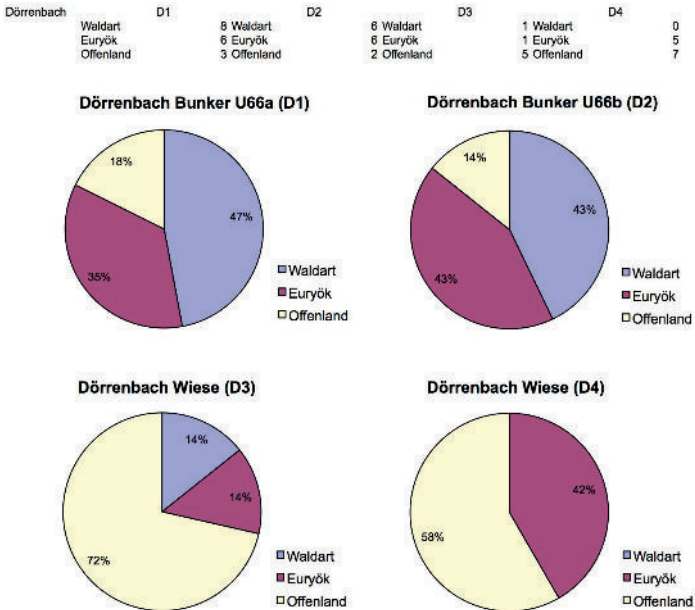 Dörrenbach D1 D2 D3 D4
Waldart 8 Waldart 6 Waldart 1 Waldart 0
Euryök 6 Euryök 6 Euryök 1 Euryök 5
Offenland 3 Offenland 2 Offenland 5 Offenland 7
Dörrenbach Bunker U66a (D1)
18%
47%
35%
Waldart
Euryök
Offenland
Dörrenbach Bunker U66b (D2)
14%
43%
43%
Waldart
Euryök
Offenland
Dörrenbach Wiese (D3)
14%
14%
72%
Waldart
Euryök
Offenland
Dörrenbach Wiese (D4)
42%
58%
Waldart
Euryök
Offenland